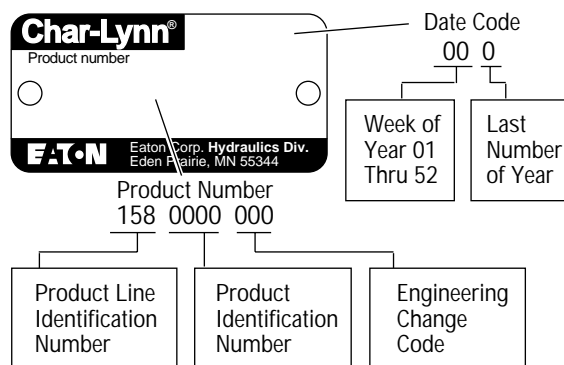 Char-Lynn®
Product number
EATON
Eaton Corp. Hydraulics Div.
Eden Prairie, MN 55344
Date Code
00 0
Week of
Year 01
Thru 52
Last
Number
of Year
Product Number
158 0000 000
Product Line
Identification
Number
Product
Identification
Number
Engineering
Change
Code